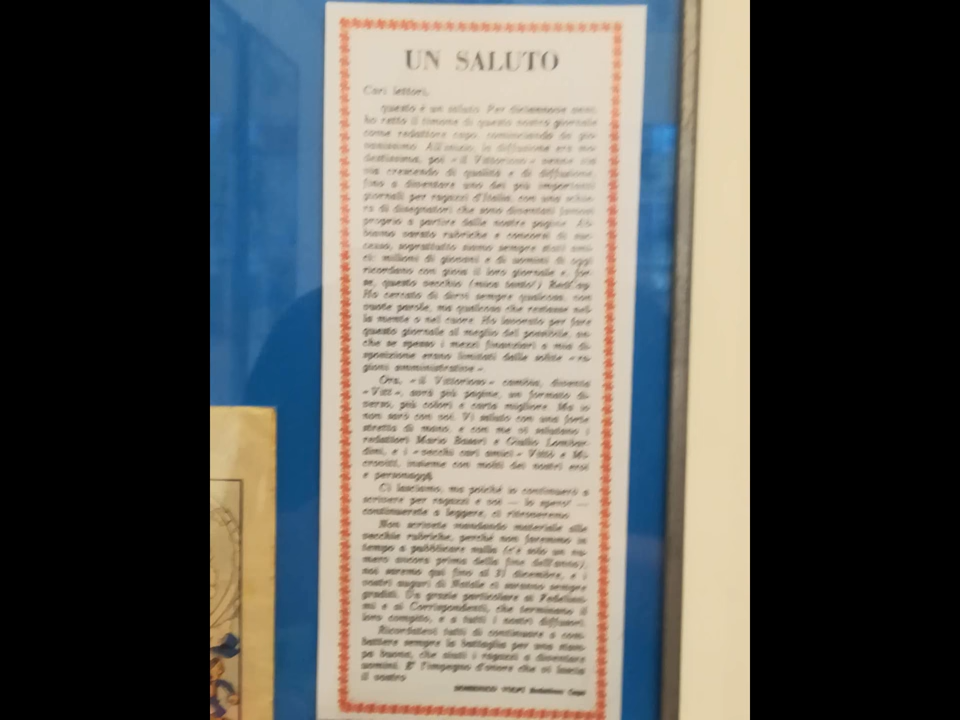 UN SALUTO
Cari lettori,
questo è un saluto. Per diciannove anni
ho retto il timone di questo nostro giornale
come redattore capo, cominciando da gio-
vanissimo. All'inizio, la diffusione era mo-
destissima, poi « il Vittorioso » venne via
via crescendo di qualità e di diffusione,
fino a diventare uno dei più importanti
giornali per ragazzi d'Italia, con una schie-
ra di disegnatori che sono diventati famosi
proprio a partire dalle nostre pagine. Ab-
biamo varato rubriche e concorsi di suc-
cesso, soprattutto siamo sempre stati ami-
ci: milioni di giovani e di uomini di oggi
ricordano con gioia il loro giornale e, for-
se, questo vecchio (mica tanto!) RedCap.
Ho cercato di darvi sempre qualcosa, non
vuote parole, ma qualcosa che restasse nel-
la mente o nel cuore. Ho lavorato per fare
questo giornale al meglio del possibile, an-
che se spesso i mezzi finanziari a mia di-
sposizione erano limitati dalle solite « ra-
gioni amministrative ».
Ora, « il Vittorioso » cambia, diventa
« Vitt », avrà più pagine, un formato di-
verso, più colori e carta migliore. Ma io
non sarò con voi. Vi saluto con una forte
stretta di mano, e con me vi salutano i
redattori Mario Basari e Giulio Lombar-
dini, e i « vecchi cari amici »
insieme con molti dei nostri eroi
e personaggi.
Ci lasciamo, ma poiché io continuerò a
scrivere per ragazzi e voi — lo spero! —
continuerete a leggere, ci ritroveremo.
Non scrivete mandando materiale alle
vecchie rubriche, perché non faremmo in
tempo a pubblicare nulla (c'è solo un nu-
mero ancora prima della fine dell'anno),
noi saremo qui fino al 31 dicembre, e i
vostri auguri di Natale ci saranno sempre
graditi. Un grazie particolare ai Fedelissi-
mi e ai Corrispondenti, che terminano il
loro compito, e a tutti i nostri diffusori.
Ricordatevi tutti di continuare a com-
battere sempre la battaglia per una stam-
pa buona, che aiuti i ragazzi a diventare
uomini. E' l'impegno d'onore che vi lascia
il vostro
DOMENICO VOLPI Redattore Capo